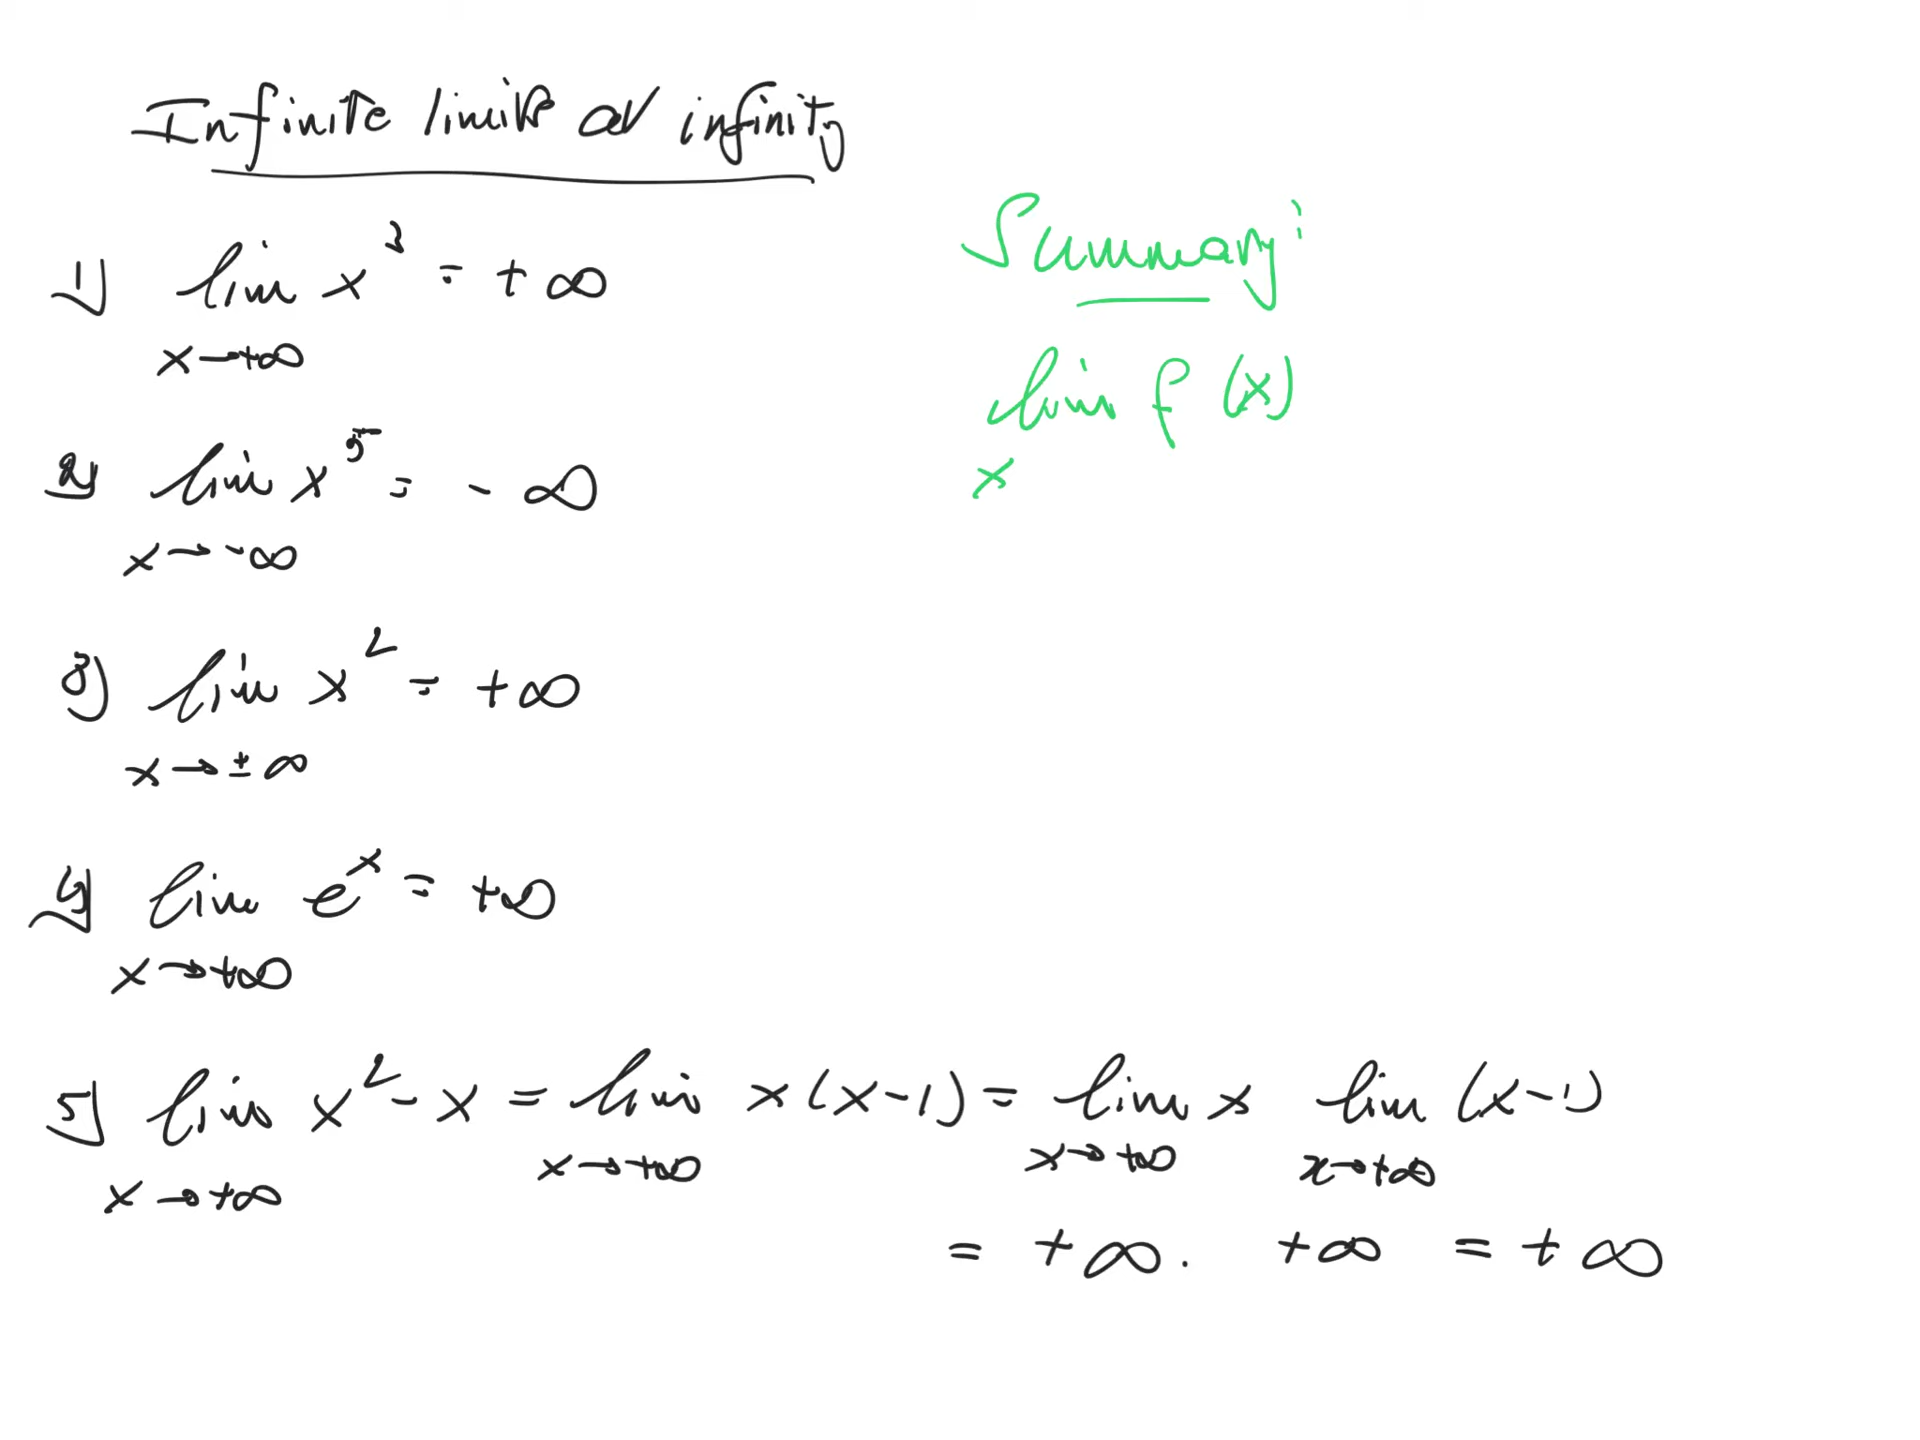 Infinite limits at infinity
Summary:
1) lim x³ = +∞
x→+∞
lim f(x)
x
2) lim x⁵ = -∞
x→-∞
3) lim x² = +∞
x→±∞
4) lim eˣ = +∞
x→+∞
5) lim x² - x = lim x(x-1) = lim x lim (x-1)
x→+∞ x→+∞ x→+∞ x→+∞
= +∞ . +∞ = +∞